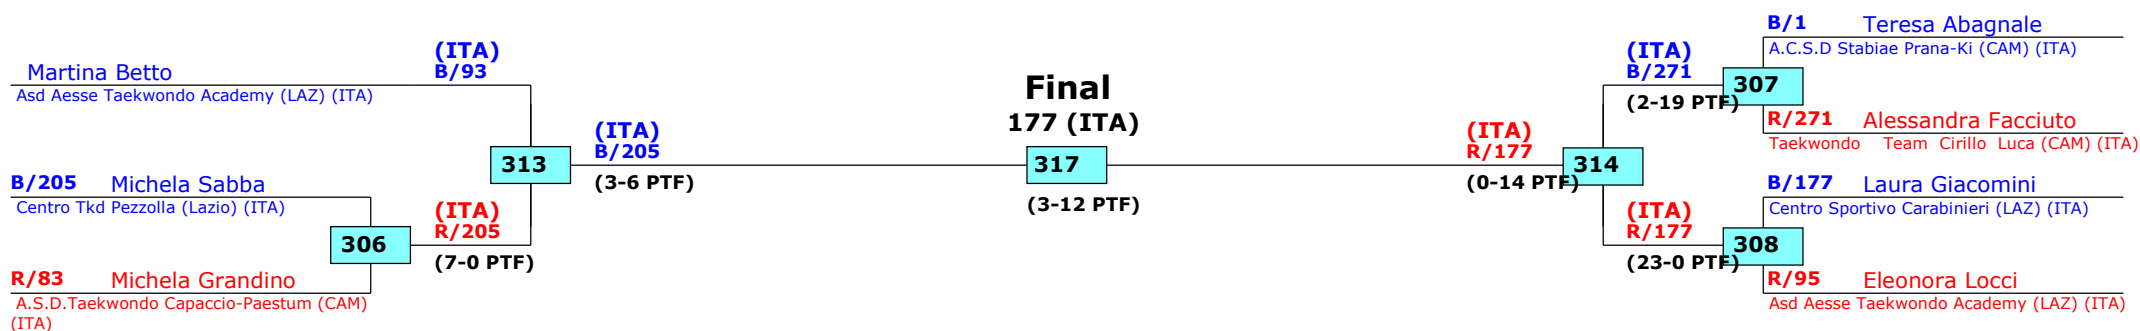 (ITA)
B/93
Martina Betto
Asd Aesse Taekwondo Academy (LAZ) (ITA)
B/205 Michela Sabba
Centro Tkd Pezzolla (Lazio) (ITA)
306
(ITA)
R/205
(7-0 PTF)
R/83 Michela Grandino
A.S.D.Taekwondo Capaccio-Paestum (CAM)
(ITA)
313
(ITA)
B/205
(3-6 PTF)
Final
177 (ITA)
317
(3-12 PTF)
(ITA)
R/177
(0-14 PTF)
314
(ITA)
B/271
(2-19 PTF)
307
B/1 Teresa Abagnale
A.C.S.D Stabiae Prana-Ki (CAM) (ITA)
R/271 Alessandra Facciuto
Taekwondo Team Cirillo Luca (CAM) (ITA)
B/177 Laura Giacomini
Centro Sportivo Carabinieri (LAZ) (ITA)
(ITA)
R/177
(23-0 PTF)
308
R/95 Eleonora Locci
Asd Aesse Taekwondo Academy (LAZ) (ITA)